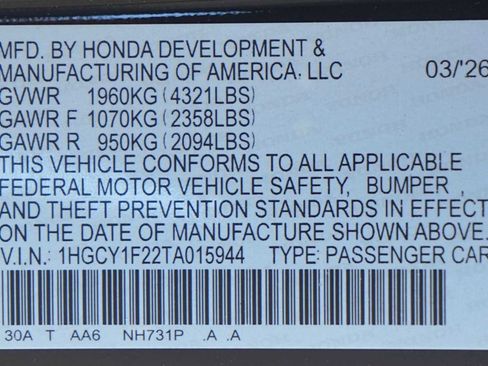 MFD. BY HONDA DEVELOPMENT &
MANUFACTURING OF AMERICA, LLC 03/'26
GVWR 1960KG (4321LBS)
GAWR F 1070KG (2358LBS)
GAWR R 950KG (2094LBS)
THIS VEHICLE CONFORMS TO ALL APPLICABLE
FEDERAL MOTOR VEHICLE SAFETY, BUMPER ,
AND THEFT PREVENTION STANDARDS IN EFFECT
ON THE DATE OF MANUFACTURE SHOWN ABOVE.
V.I.N.: 1HGCY1F22TA015944 TYPE: PASSENGER CAR
30A T AA6 NH731P .A .A